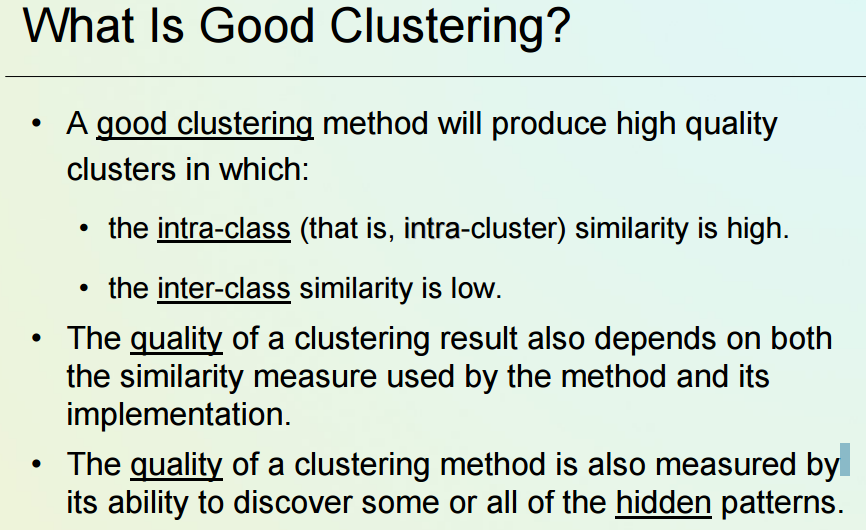 What Is Good Clustering?
• A good clustering method will produce high quality
clusters in which:
• the intra-class (that is, intra-cluster) similarity is high.
• the inter-class similarity is low.
• The quality of a clustering result also depends on both
the similarity measure used by the method and its
implementation.
• The quality of a clustering method is also measured by
its ability to discover some or all of the hidden patterns.